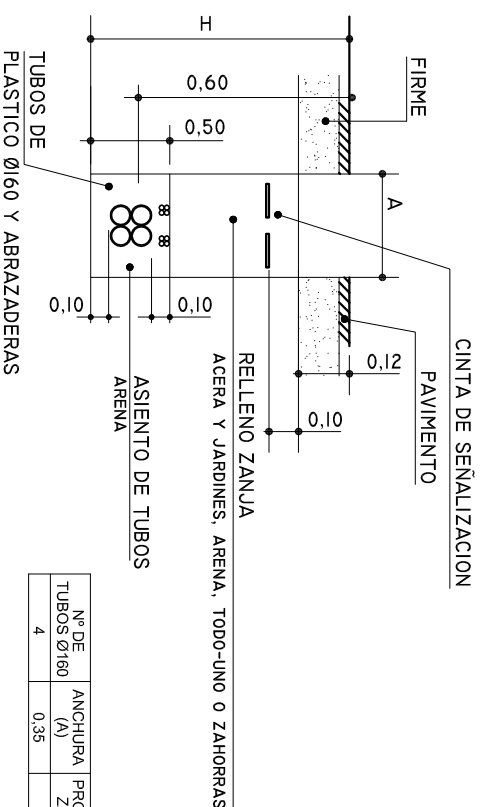 H
0,60
0,50
FIRME
A
TUBOS DE
PLASTICO Ø160 Y ABRAZADERAS
0,10
0,10
0,12
0,10
CINTA DE SEÑALIZACION
PAVIMENTO
RELLENO ZANJA
ACERA Y JARDINES, ARENA, TODO-UNO O ZAHORRAS
ASIENTO DE TUBOS
ARENA
Nº DE
TUBOS Ø160
ANCHURA
(A)
PRO
Z
4
0,35